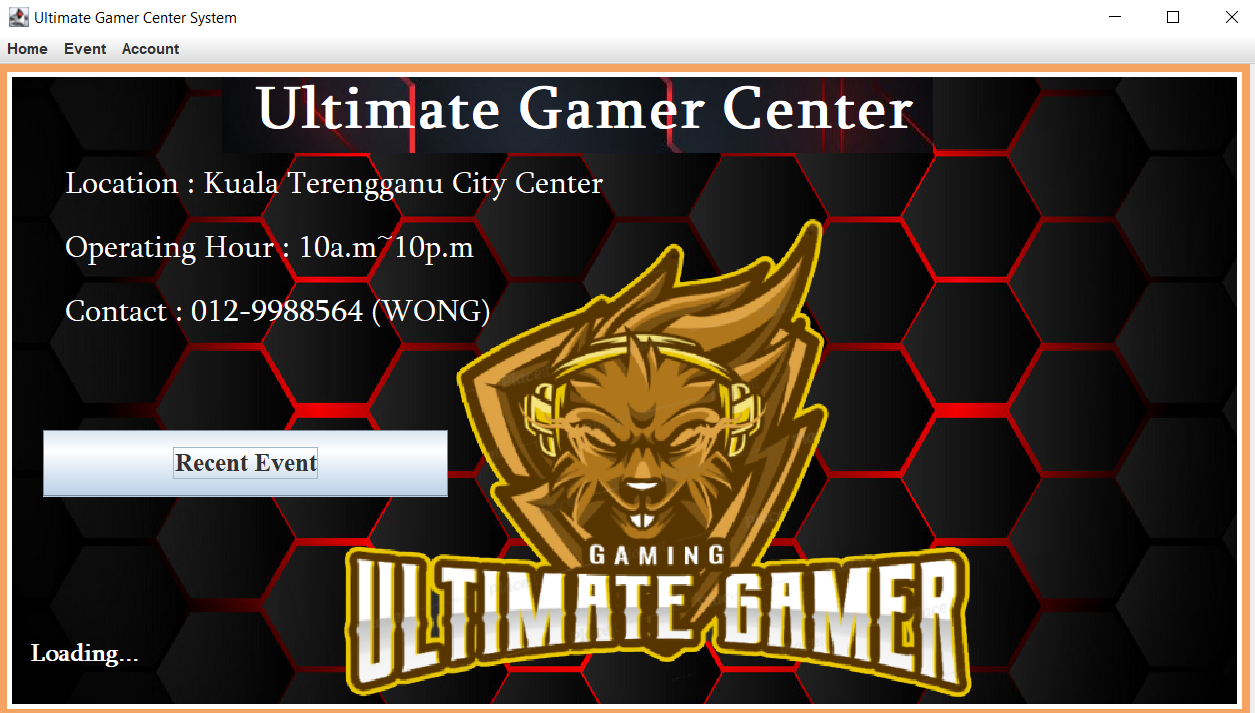 Ultimate Gamer Center System
Home Event Account
Ultimate Gamer Center
Location : Kuala Terengganu City Center
Operating Hour : 10a.m~10p.m
Contact : 012-9988564 (WONG)
Recent Event
GAMING
ULTIMATE GAMER
Loading...